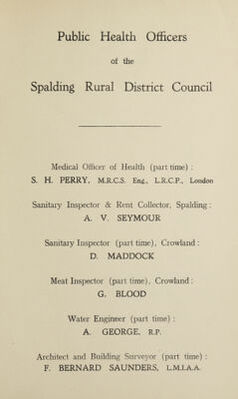 Public Health Officers
of the
Spalding Rural District Council
Medical Officer of Health (part time) :
S. H. PERRY, M.R.C.S. Eng., L.R.C.P., London
Sanitary Inspector & Rent Collector, Spalding :
A. V. SEYMOUR
Sanitary Inspector (part time), Crowland :
D. MADDOCK
Meat Inspector (part time), Crowland :
G. BLOOD
Water Engineer (part time) :
A. GEORGE, R.P.
Architect and Building Surveyor (part time) :
F. BERNARD SAUNDERS, L.M.I.A.A.